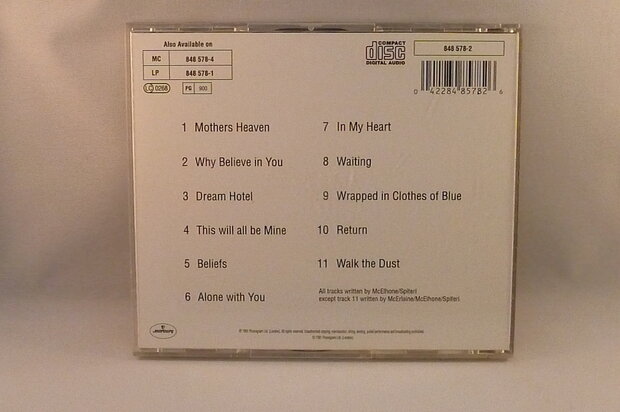 Also Available on
MC 848 578-4
LP 848 578-1
LC 0268 PG 900
COMPACT
disc
DIGITAL AUDIO
848 578-2
0 42284 85782 6
1 Mothers Heaven
2 Why Believe in You
3 Dream Hotel
4 This will all be Mine
5 Beliefs
6 Alone with You
7 In My Heart
8 Waiting
9 Wrapped in Clothes of Blue
10 Return
11 Walk the Dust
All tracks written by McElhone/Spiteri
except track 11 written by McErlaine/McElhone/Spiteri
mercury